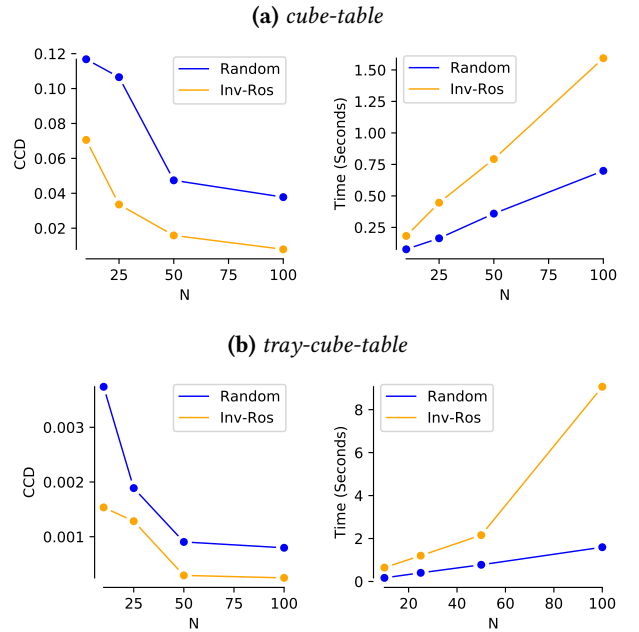 (a) cube-table
0.12
0.10
0.08
0.06
0.04
0.02
CCD
Random
Inv-Ros
25
50
75
100
N
1.50
1.25
1.00
0.75
0.50
0.25
Time (Seconds)
Random
Inv-Ros
25
50
75
100
N
(b) tray-cube-table
0.003
0.002
0.001
CCD
Random
Inv-Ros
25
50
75
100
N
8
6
4
2
0
Time (Seconds)
Random
Inv-Ros
20
40
60
80
100
N